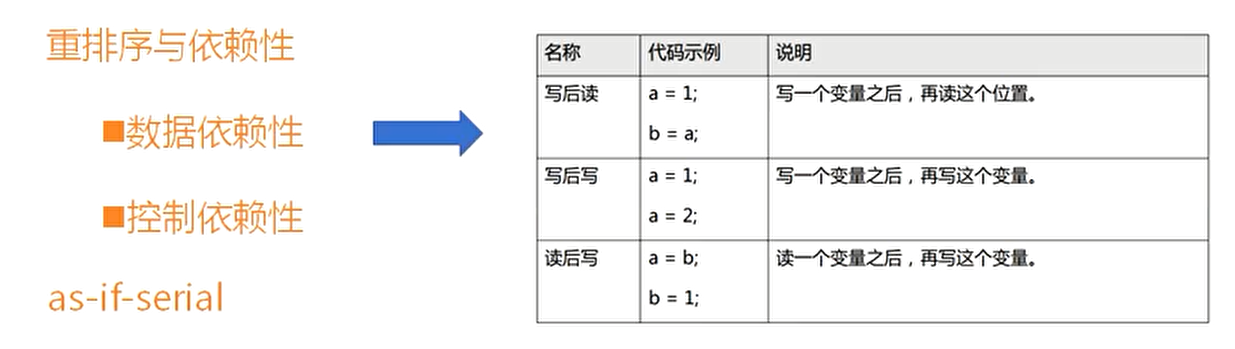 重排序与依赖性
数据依赖性
控制依赖性
as-if-serial
名称 代码示例 说明
写后读 a = 1; 写一个变量之后，再读这个位置。
b = a;
写后写 a = 1; 写一个变量之后，再写这个变量。
a = 2;
读后写 a = b; 读一个变量之后，再写这个变量。
b = 1;